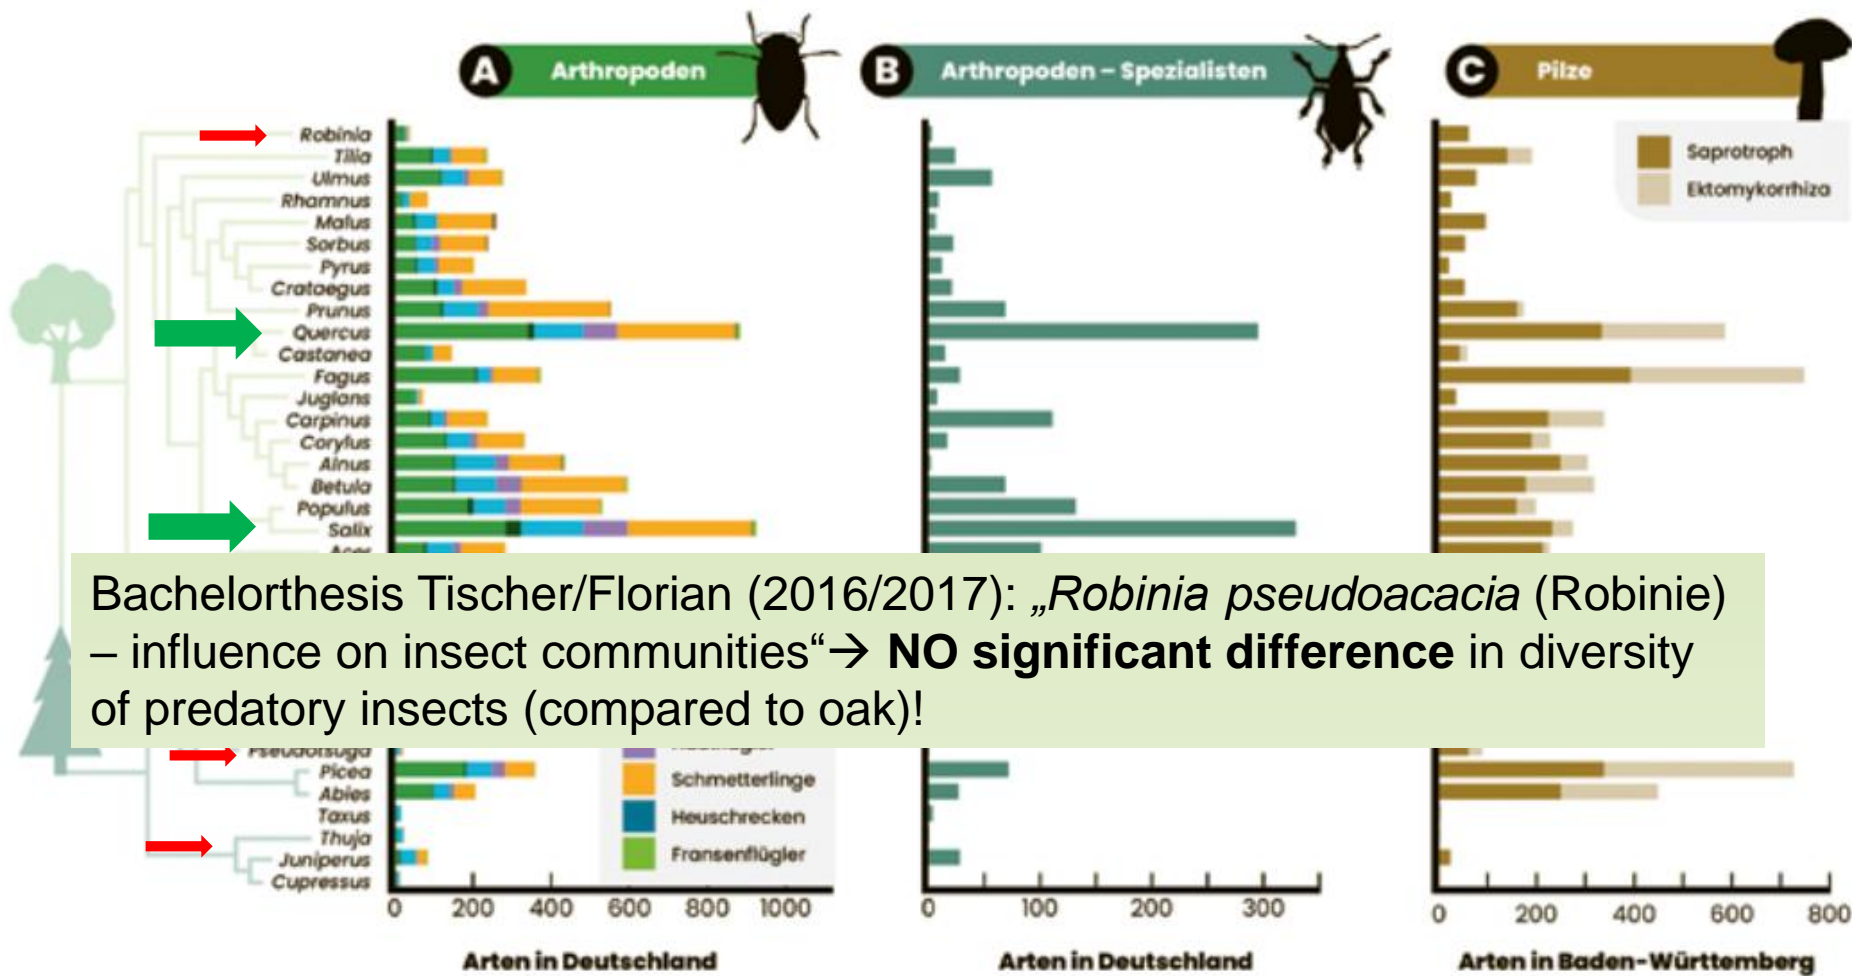 A Arthropoden
B Arthropoden – Spezialisten
C Pilze
Robinia
Tilia
Ulmus
Rhamnus
Malus
Sorbus
Pyrus
Crataegus
Prunus
Quercus
Castanea
Fagus
Juglans
Carpinus
Corylus
Alnus
Betula
Populus
Salix
Acer
Saprotroph
Ektomykorrhiza
Bachelorthesis Tischer/Florian (2016/2017): „Robinia pseudoacacia (Robinie)
– influence on insect communities“→ NO significant difference in diversity
of predatory insects (compared to oak)!
Pseudotsuga
Picea
Abies
Taxus
Thuja
Juniperus
Cupressus
Schmetterlinge
Heuschrecken
Fransenflügler
0 200 400 600 800 1000
Arten in Deutschland
0 100 200 300
Arten in Deutschland
0 200 400 600 800
Arten in Baden-Württemberg